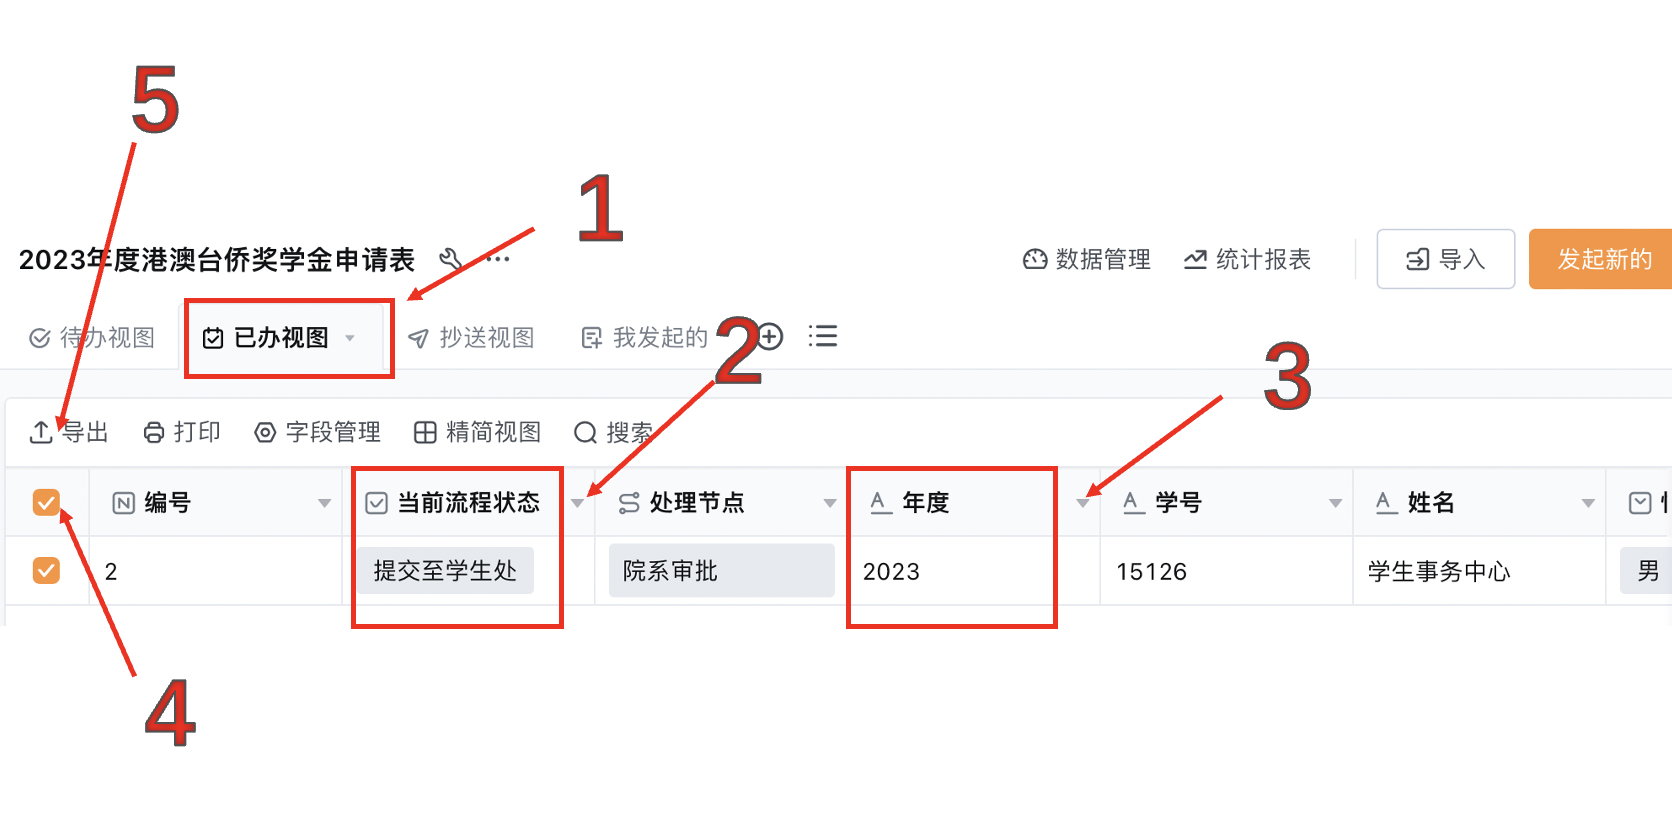 5
1
2023年度港澳台侨奖学金申请表 ... 数据管理 统计报表 导入 发起新的
待办视图 已办视图 抄送视图 我发起的 2
3
导出 打印 字段管理 精简视图 搜索
编号 当前流程状态 处理节点 年度 学号 姓名
2 提交至学生处 院系审批 2023 15126 学生事务中心 男
4